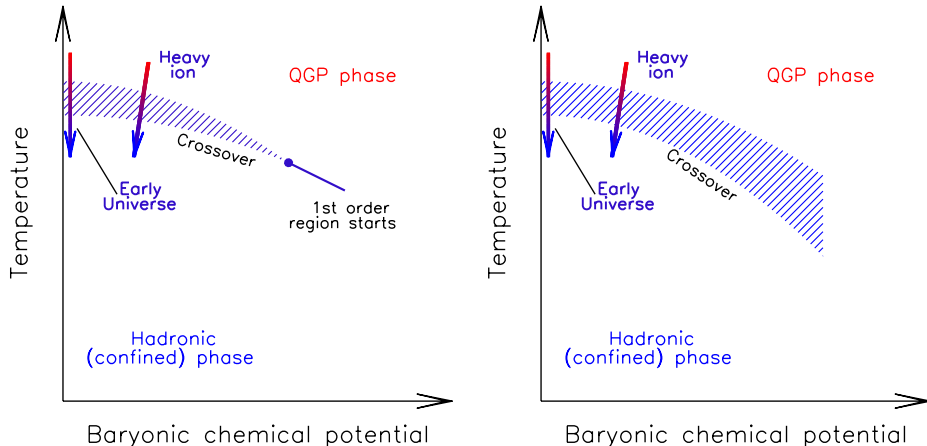 Heavy
ion
QGP phase
Crossover
Early
Universe
1st order
region starts
Temperature
Hadronic
(confined) phase
Baryonic chemical potential
Heavy
ion
QGP phase
Crossover
Early
Universe
Temperature
Hadronic
(confined) phase
Baryonic chemical potential